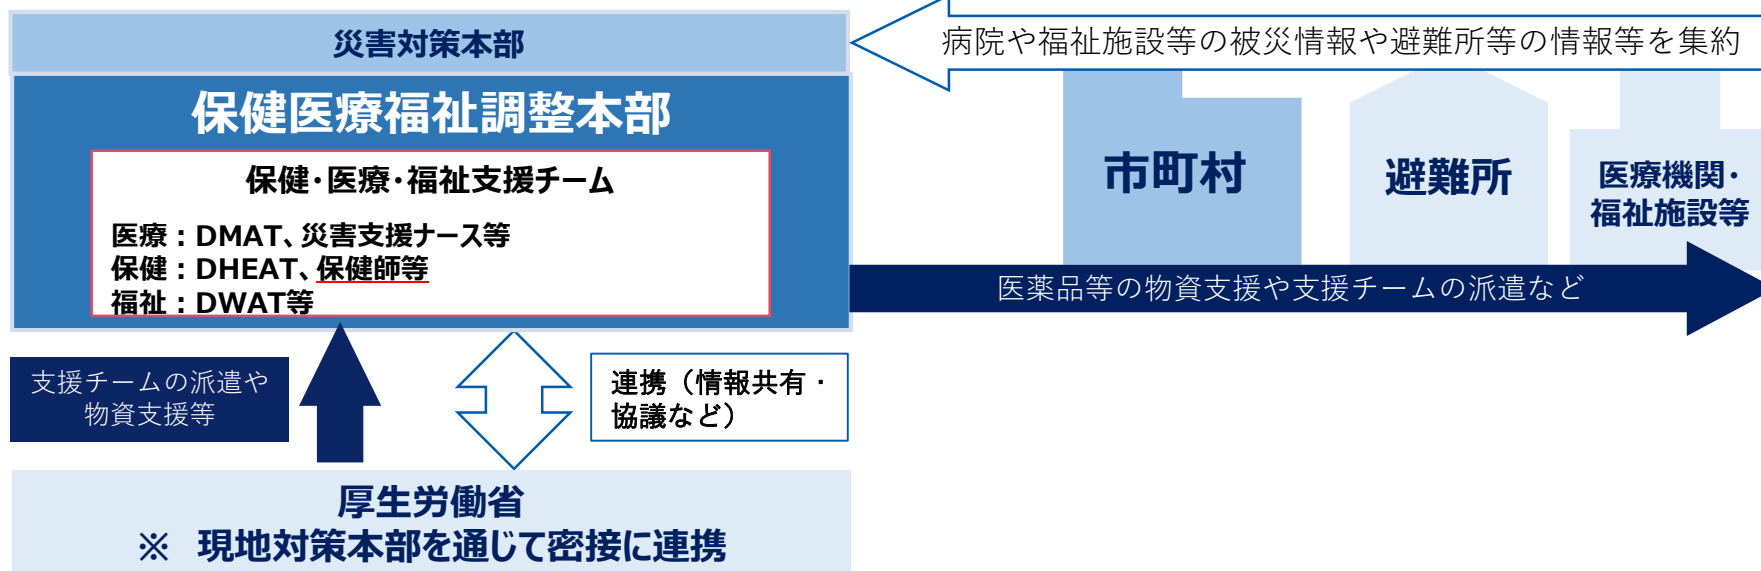 災害対策本部
病院や福祉施設等の被災情報や避難所等の情報等を集約
保健医療福祉調整本部
保健・医療・福祉支援チーム
医療：DMAT、災害支援ナース等
保健：DHEAT、保健師等
福祉：DWAT等
市町村
避難所
医療機関・
福祉施設等
医薬品等の物資支援や支援チームの派遣など
支援チームの派遣や
物資支援等
連携（情報共有・
協議など）
厚生労働省
※ 現地対策本部を通じて密接に連携